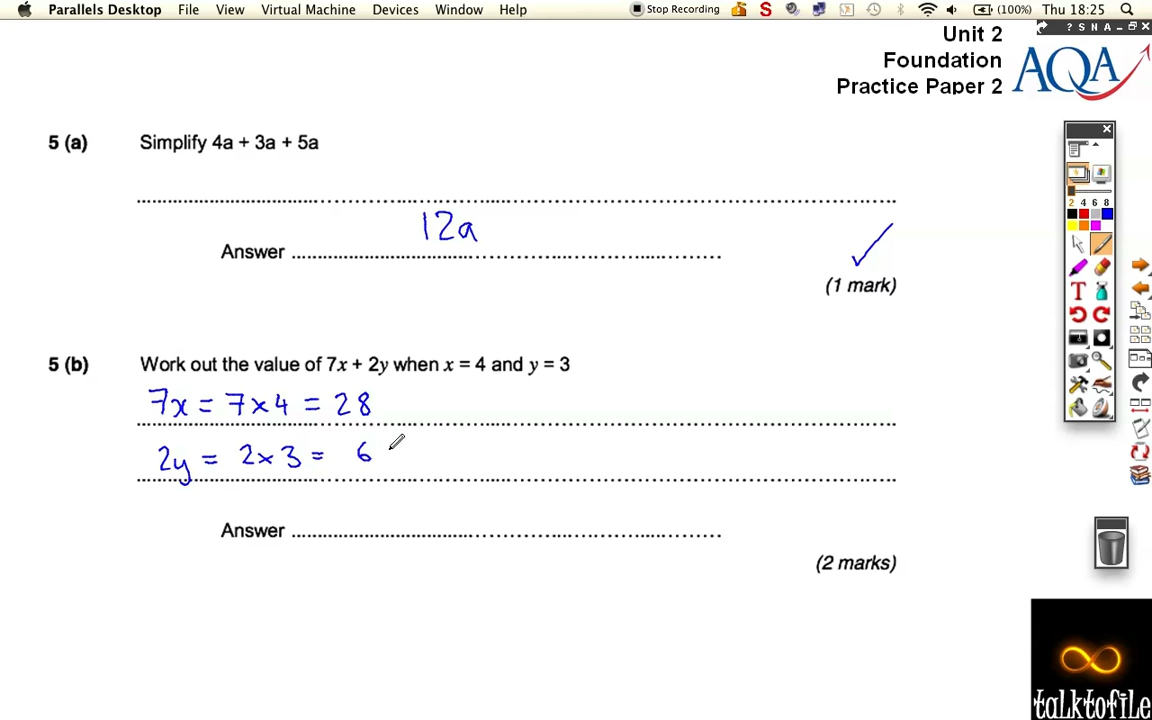 Parallels Desktop File View Virtual Machine Devices Window Help Stop Recording (100%) Thu 18:25
? S N A
Unit 2
Foundation
Practice Paper 2
AQA
5 (a) Simplify 4a + 3a + 5a
12a
Answer
(1 mark)
5 (b) Work out the value of 7x + 2y when x = 4 and y = 3
7x = 7 × 4 = 28
2y = 2 × 3 = 6
Answer
(2 marks)
2 4 6 8
T
talktofile